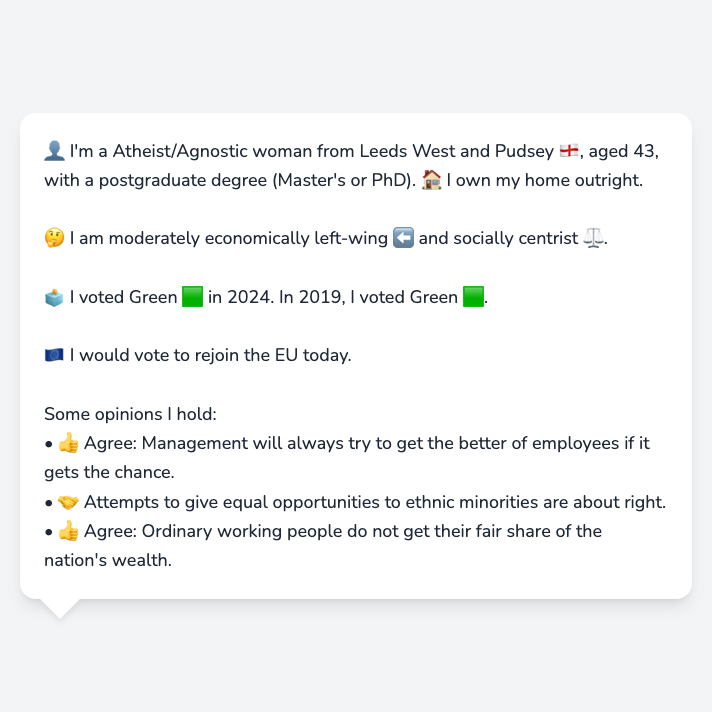 👤 I'm a Atheist/Agnostic woman from Leeds West and Pudsey 🏴󠁧󠁢󠁥󠁮󠁧󠁿, aged 43,
with a postgraduate degree (Master's or PhD). 🏠 I own my home outright.
🤔 I am moderately economically left-wing ⬅️ and socially centrist ⚖️.
🗳️ I voted Green 🟩 in 2024. In 2019, I voted Green 🟩.
🇪🇺 I would vote to rejoin the EU today.
Some opinions I hold:
• 👍 Agree: Management will always try to get the better of employees if it
gets the chance.
• 🤝 Attempts to give equal opportunities to ethnic minorities are about right.
• 👍 Agree: Ordinary working people do not get their fair share of the
nation's wealth.